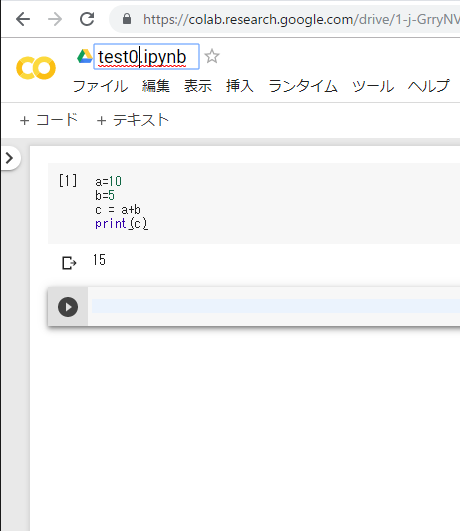 https://colab.research.google.com/drive/1-j-GrryNV
test0.ipynb
ファイル 編集 表示 挿入 ランタイム ツール ヘルプ
+ コード + テキスト
[1] a=10
b=5
c = a+b
print(c)
15